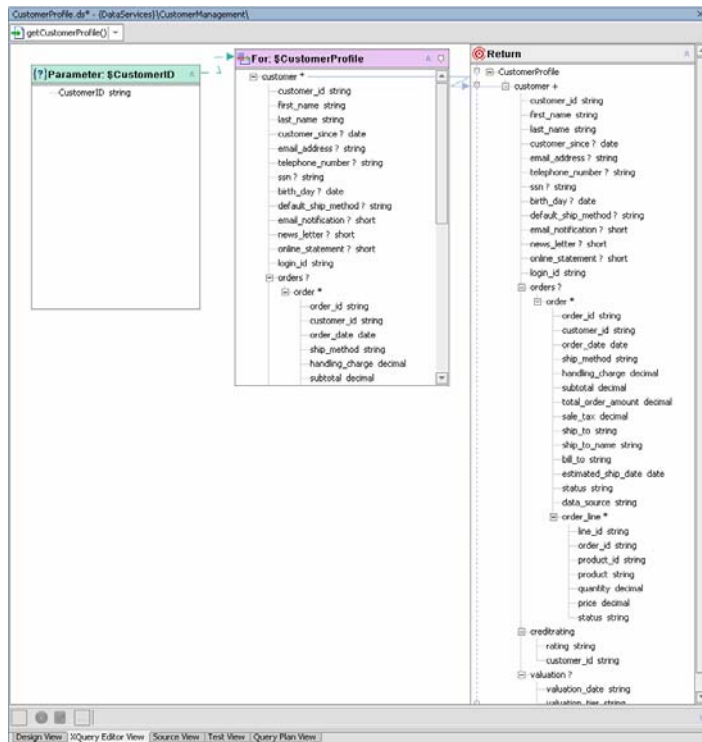 CustomerProfile.ds* - {DataServices}\CustomerManagement\
getCustomerProfile()
{?}Parameter: $CustomerID
CustomerID string
For: $CustomerProfile
customer *
customer_id string
first_name string
last_name string
customer_since ? date
email_address ? string
telephone_number ? string
ssn ? string
birth_day ? date
default_ship_method ? string
email_notification ? short
news_letter ? short
online_statement ? short
login_id string
orders ?
order *
order_id string
customer_id string
order_date date
ship_method string
handling_charge decimal
subtotal decimal
Return
CustomerProfile
customer +
customer_id string
first_name string
last_name string
customer_since ? date
email_address ? string
telephone_number ? string
ssn ? string
birth_day ? date
default_ship_method ? string
email_notification ? short
news_letter ? short
online_statement ? short
login_id string
orders ?
order *
order_id string
customer_id string
order_date date
ship_method string
handling_charge decimal
subtotal decimal
total_order_amount decimal
sale_tax decimal
ship_to string
ship_to_name string
bill_to string
estimated_ship_date date
status string
data_source string
order_line *
line_id string
order_id string
product_id string
product string
quantity decimal
price decimal
status string
creditrating
rating string
customer_id string
valuation ?
valuation_date string
valuation_tier string
Design View | XQuery Editor View | Source View | Test View | Query Plan View